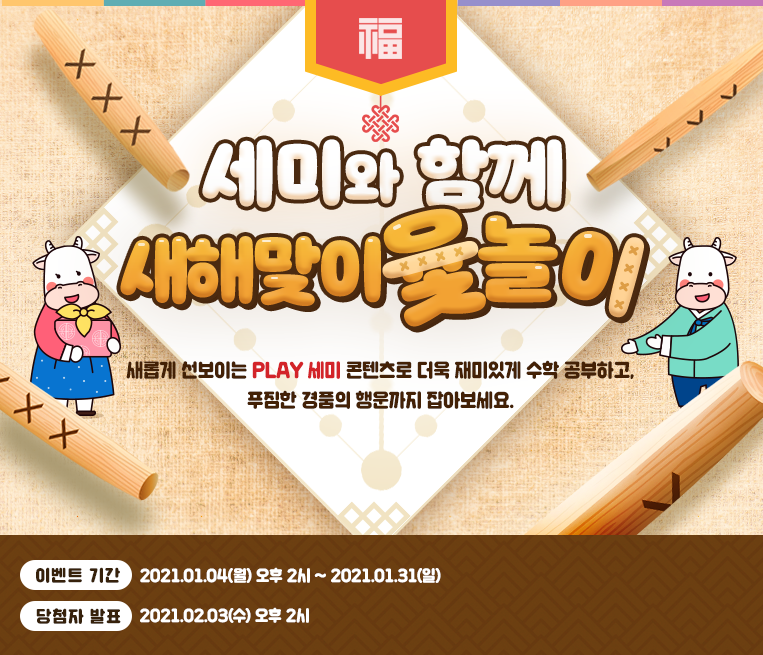 福
세미와 함께
새해맞이 윷놀이
새롭게 선보이는 PLAY 세미 콘텐츠로 더욱 재미있게 수학 공부하고,
푸짐한 경품의 행운까지 잡아보세요.
이벤트 기간 2021.01.04(월) 오후 2시 ~ 2021.01.31(일)
당첨자 발표 2021.02.03(수) 오후 2시